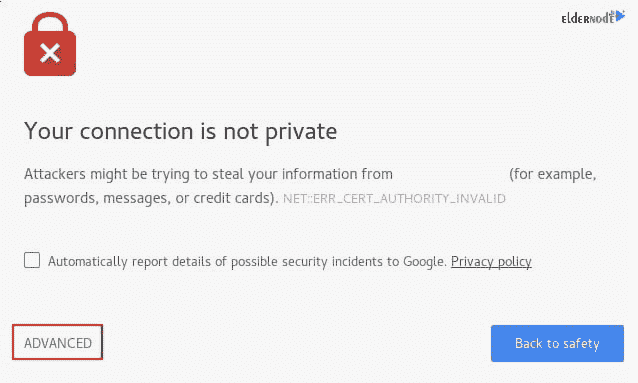 eldernode
Your connection is not private
Attackers might be trying to steal your information from (for example,
passwords, messages, or credit cards). NET::ERR_CERT_AUTHORITY_INVALID
Automatically report details of possible security incidents to Google. Privacy policy
ADVANCED Back to safety